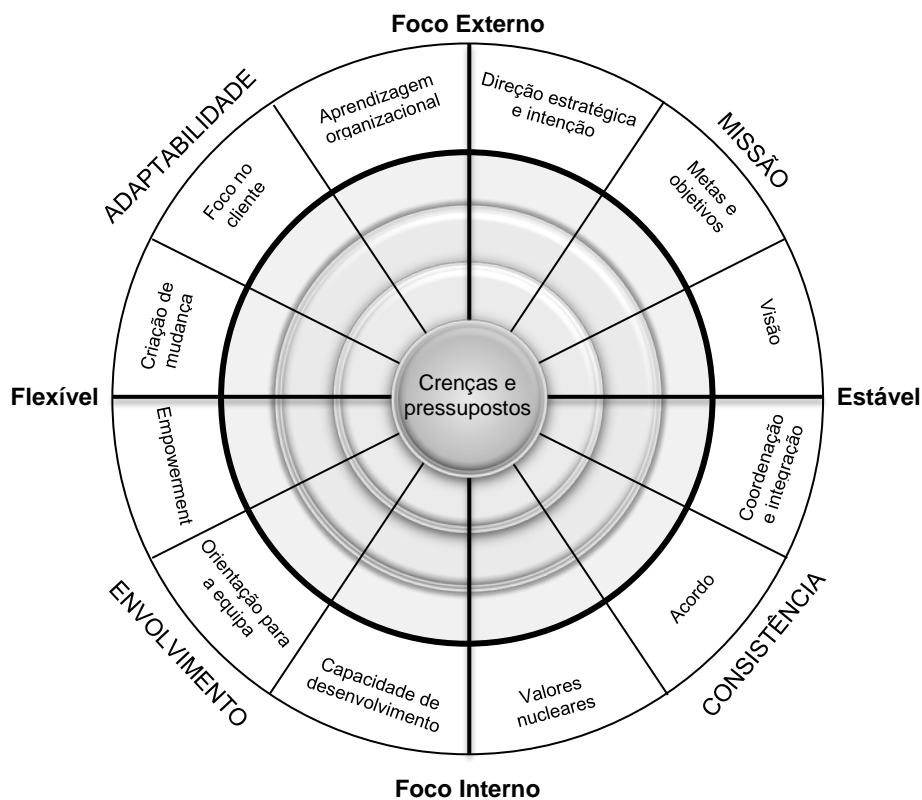 Foco Externo
ADAPTABILIDADE
MISSÃO
Aprendizagem
organizacional
Direção estratégica
e intenção
Foco no
cliente
Metas e
objetivos
Criação de
mudança
Visão
Flexível
Crenças e
pressupostos
Estável
Empowerment
Coordenação
e integração
Orientação para
a equipa
Acordo
Capacidade de
desenvolvimento
Valores
nucleares
ENVOLVIMENTO
CONSISTÊNCIA
Foco Interno